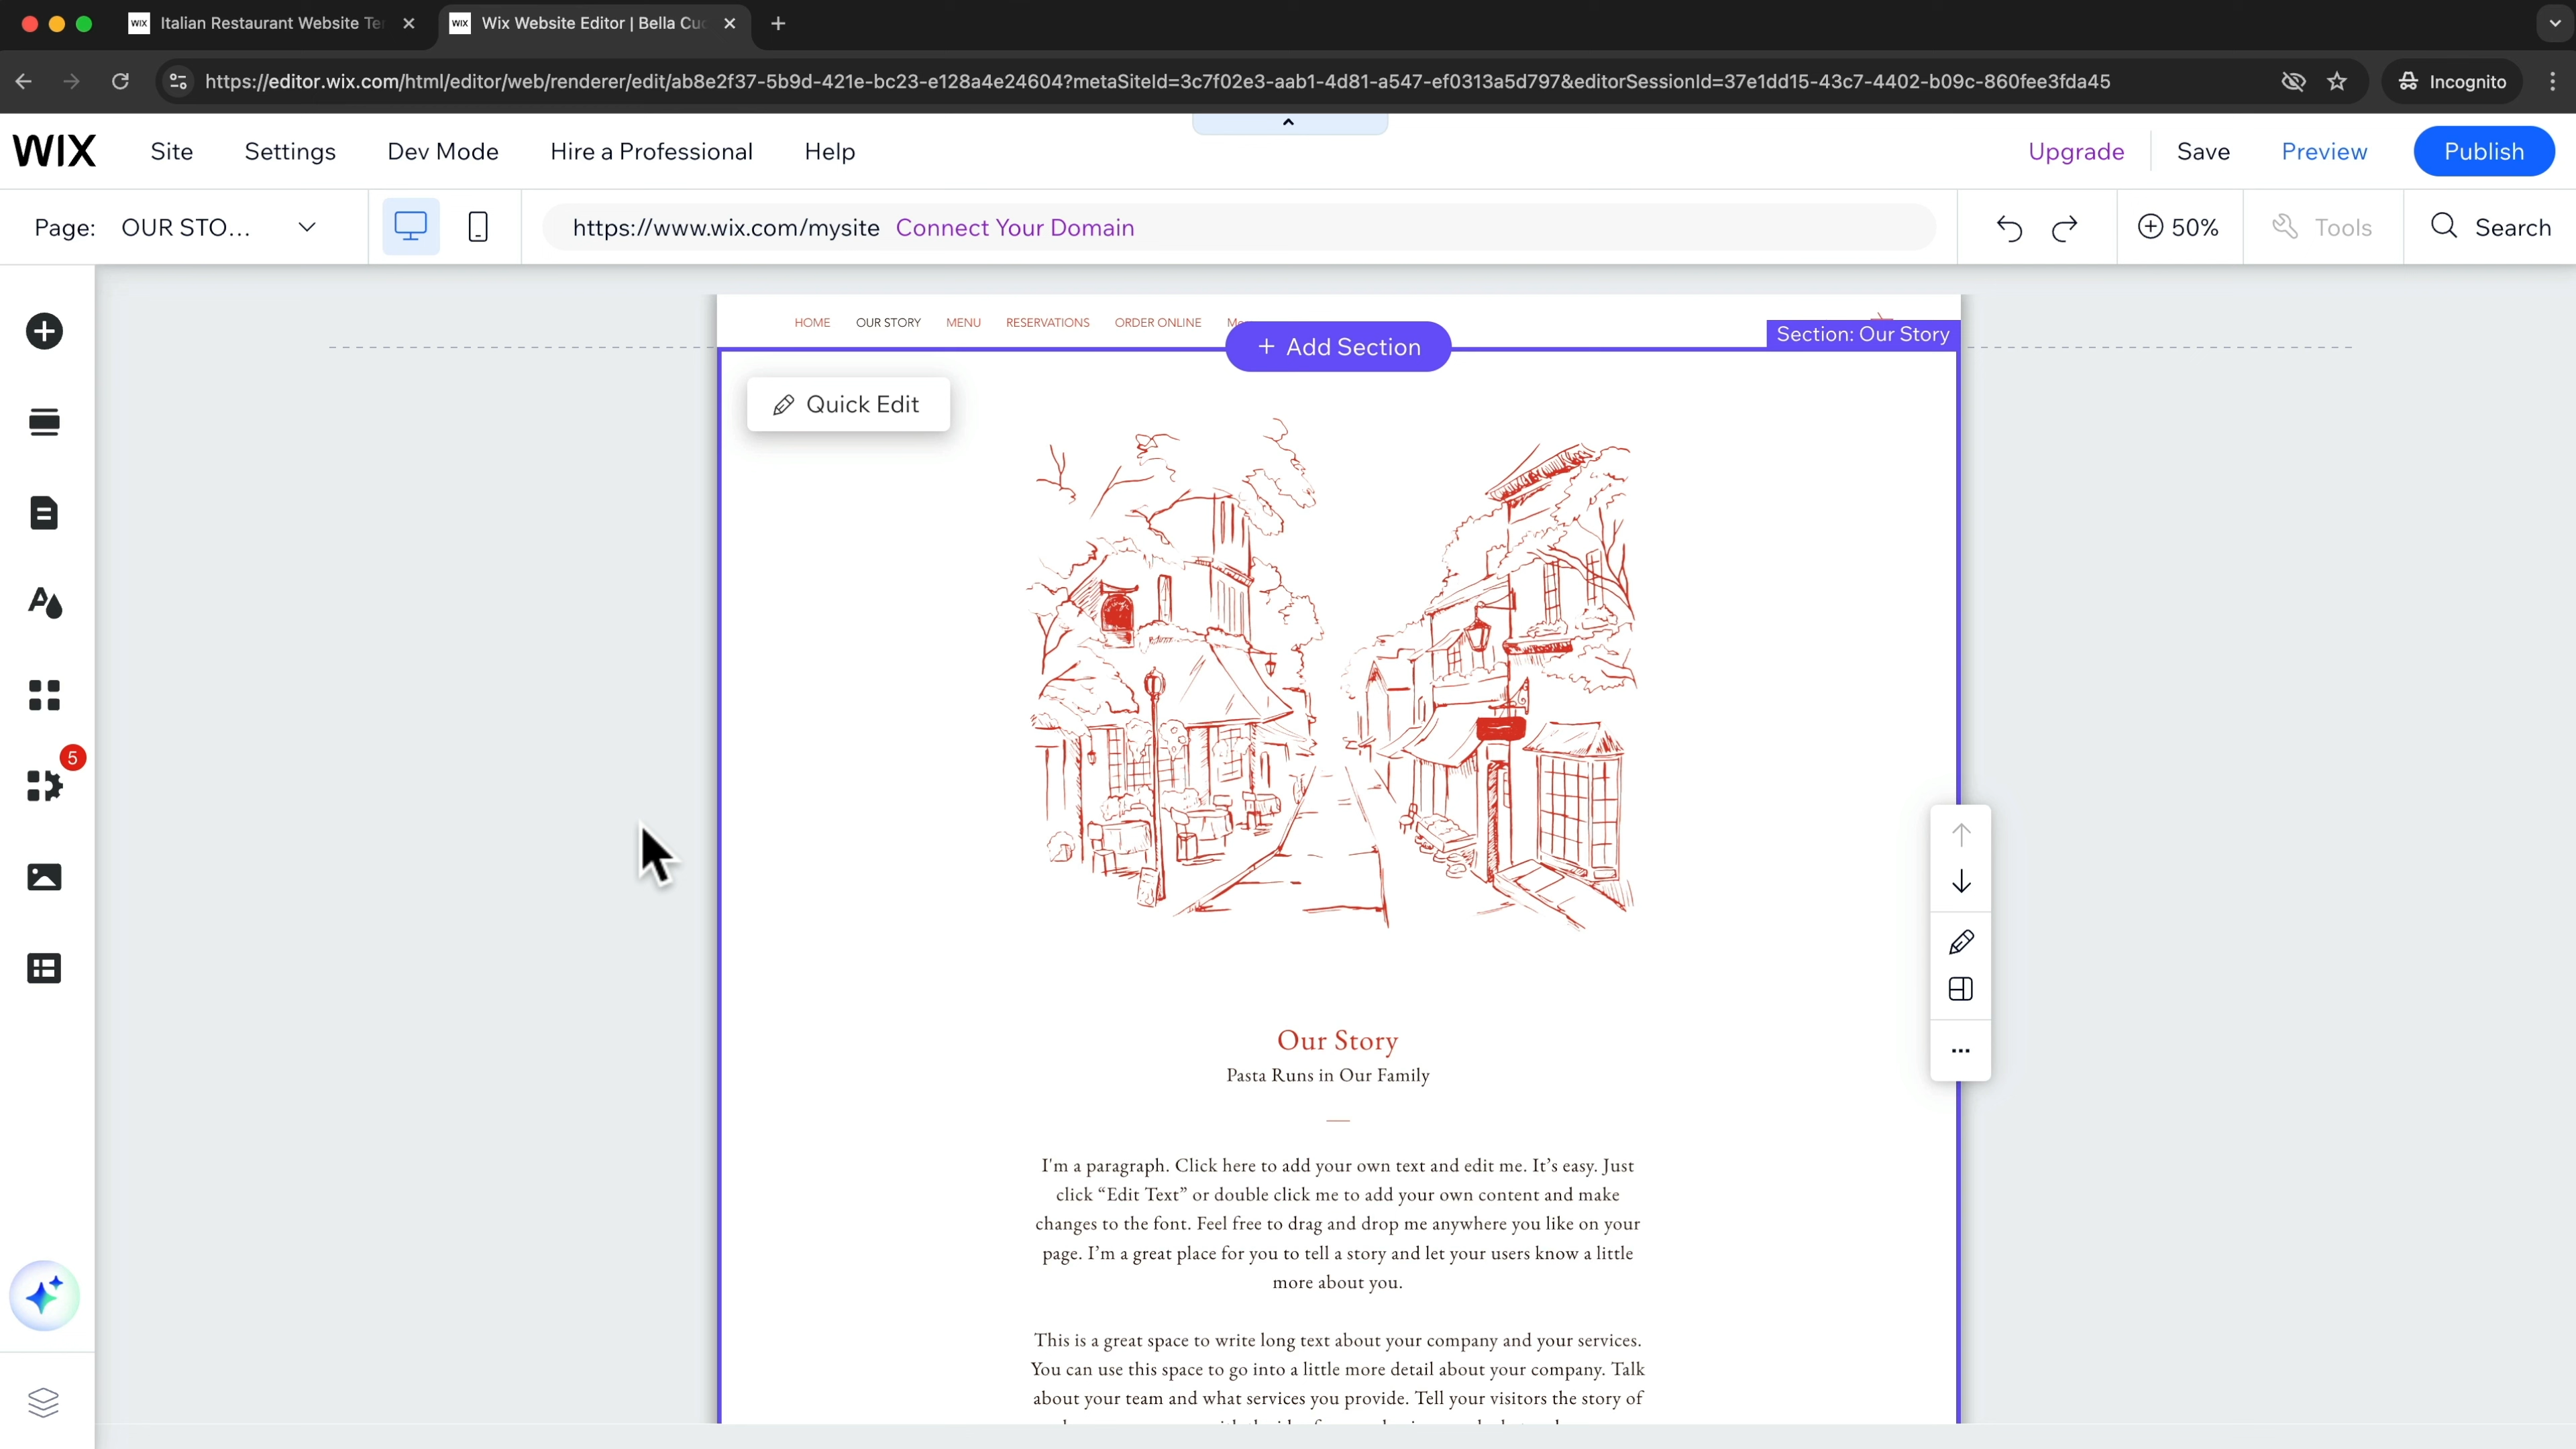 Italian Restaurant Website Te
Wix Website Editor | Bella Cu
https://editor.wix.com/html/editor/web/renderer/edit/ab8e2f37-5b9d-421e-bc23-e128a4e24604?metaSiteId=3c7f02e3-aab1-4d81-a547-ef0313a5d797&editorSessionId=37e1dd15-43c7-4402-b09c-860fee3fda45
Incognito
WIX Site Settings Dev Mode Hire a Professional Help
Upgrade Save Preview Publish
Page: OUR STO...
https://www.wix.com/mysite Connect Your Domain
50% Tools Search
HOME OUR STORY MENU RESERVATIONS ORDER ONLINE
+ Add Section
Section: Our Story
Quick Edit
5
Our Story
Pasta Runs in Our Family
I'm a paragraph. Click here to add your own text and edit me. It’s easy. Just
click “Edit Text” or double click me to add your own content and make
changes to the font. Feel free to drag and drop me anywhere you like on your
page. I’m a great place for you to tell a story and let your users know a little
more about you.
This is a great space to write long text about your company and your services.
You can use this space to go into a little more detail about your company. Talk
about your team and what services you provide. Tell your visitors the story of